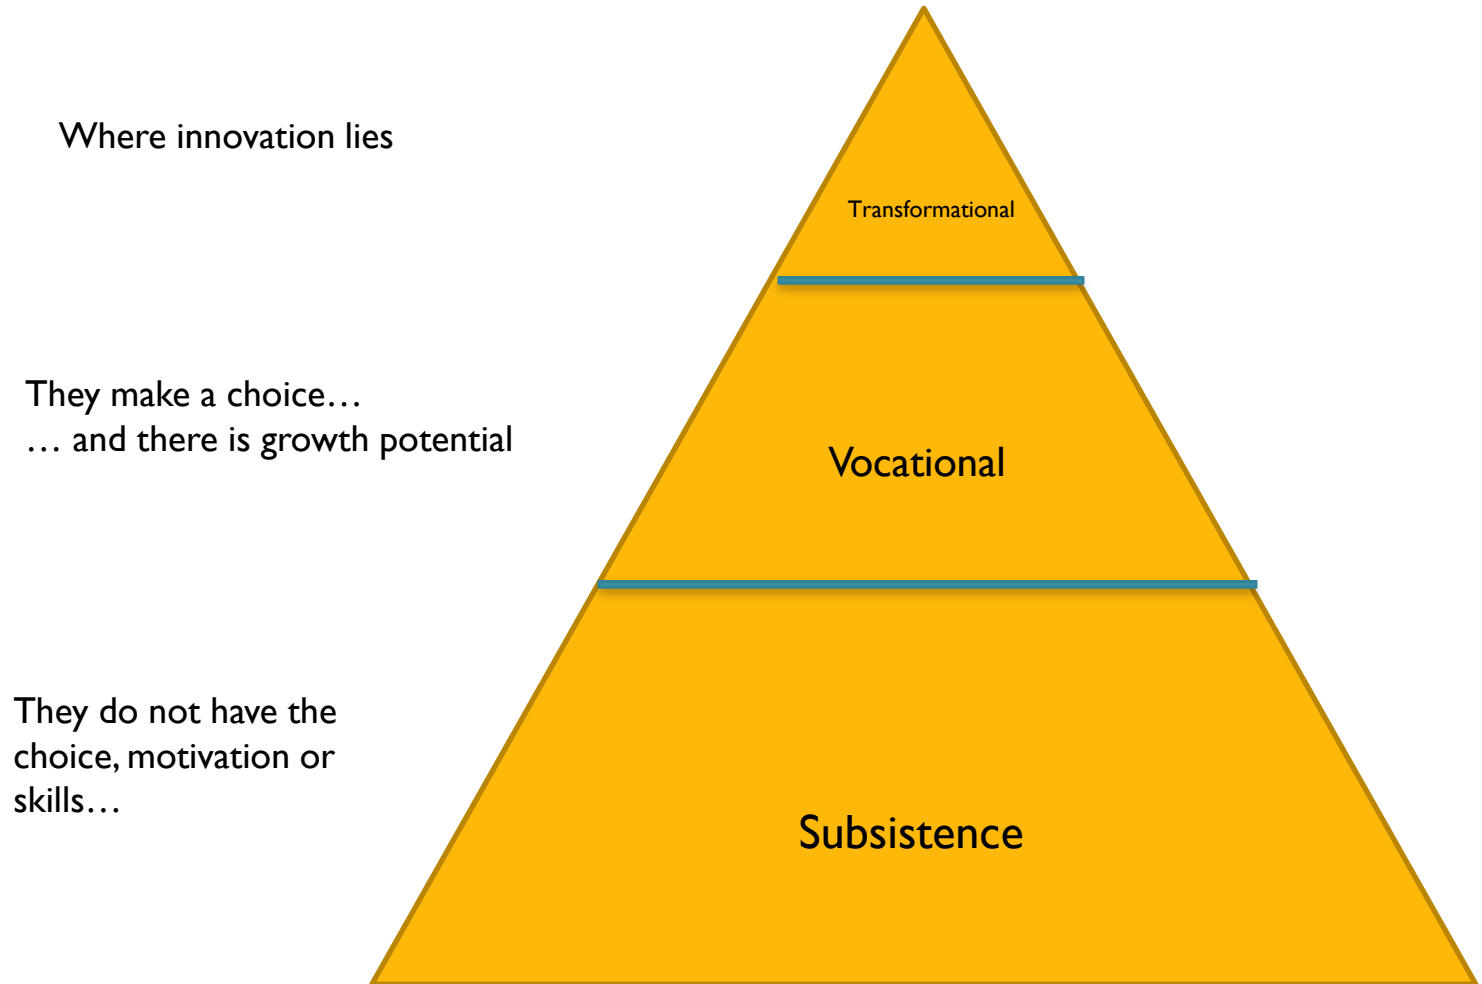 Where innovation lies
Transformational
They make a choice…
… and there is growth potential
Vocational
They do not have the
choice, motivation or
skills…
Subsistence